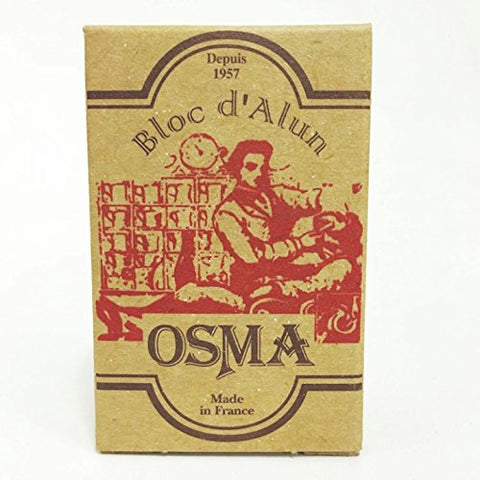 Depuis
1957
Bloc d'Alun
OSMA
Made
in France